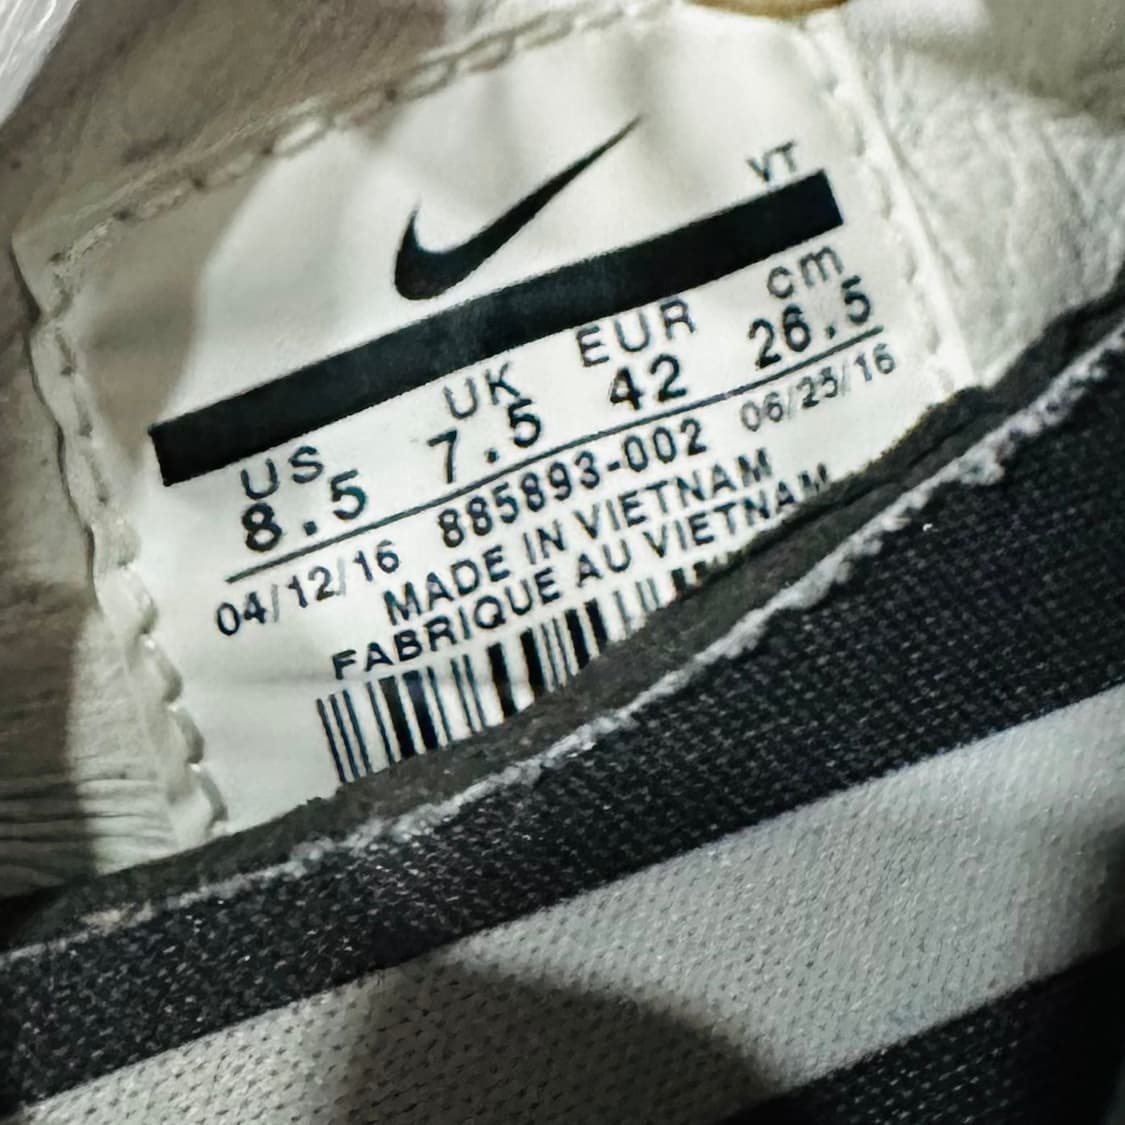 VT
US UK EUR cm
8.5 7.5 42 26.5
04/12/16 885893-002 06/25/16
MADE IN VIETNAM
FABRIQUE AU VIETNAM